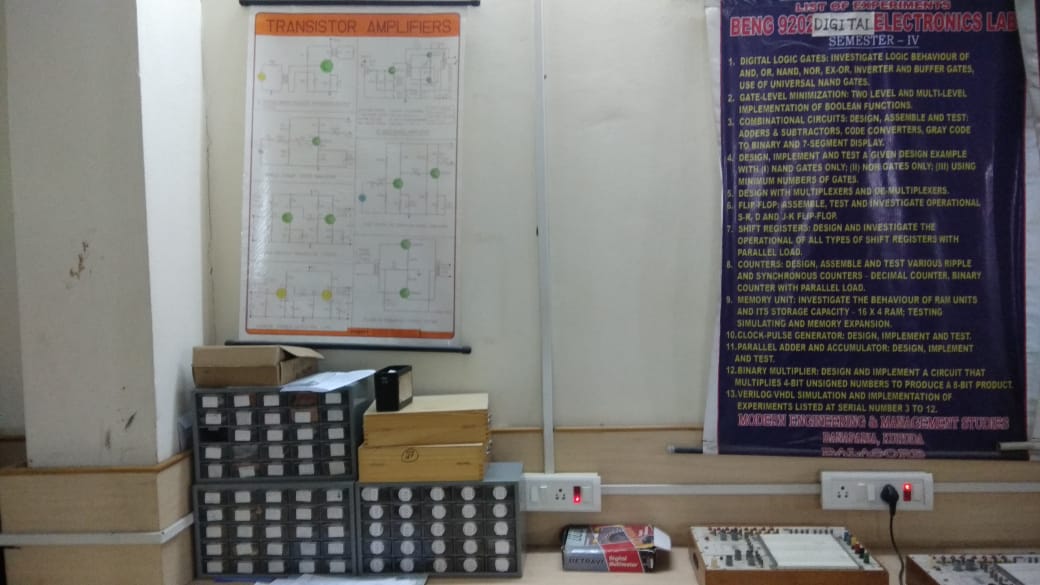 TRANSISTOR AMPLIFIERS
LIST OF EXPERIMENTS
BENG 9202 DIGITAL ELECTRONICS LAB
SEMESTER - IV
1. DIGITAL LOGIC GATES: INVESTIGATE LOGIC BEHAVIOUR OF
AND, OR, NAND, NOR, EX-OR, INVERTER AND BUFFER GATES,
USE OF UNIVERSAL NAND GATES.
2. GATE-LEVEL MINIMIZATION: TWO LEVEL AND MULTI-LEVEL
IMPLEMENTATION OF BOOLEAN FUNCTIONS.
3. COMBINATIONAL CIRCUITS: DESIGN, ASSEMBLE AND TEST:
ADDERS & SUBTRACTORS, CODE CONVERTERS, GRAY CODE
TO BINARY AND 7-SEGMENT DISPLAY.
4. DESIGN, IMPLEMENT AND TEST A GIVEN DESIGN EXAMPLE
WITH (I) NAND GATES ONLY; (II) NOR GATES ONLY; (III) USING
MINIMUM NUMBERS OF GATES.
5. DESIGN WITH MULTIPLEXERS AND DE-MULTIPLEXERS.
6. FLIP-FLOP: ASSEMBLE, TEST AND INVESTIGATE OPERATIONAL
S-R, D AND J-K FLIP-FLOP.
7. SHIFT REGISTERS: DESIGN AND INVESTIGATE THE
OPERATIONAL OF ALL TYPES OF SHIFT REGISTERS WITH
PARALLEL LOAD.
8. COUNTERS: DESIGN, ASSEMBLE AND TEST VARIOUS RIPPLE
AND SYNCHRONOUS COUNTERS - DECIMAL COUNTER, BINARY
COUNTER WITH PARALLEL LOAD.
9. MEMORY UNIT: INVESTIGATE THE BEHAVIOUR OF RAM UNITS
AND ITS STORAGE CAPACITY - 16 X 4 RAM; TESTING
SIMULATING AND MEMORY EXPANSION.
10.CLOCK-PULSE GENERATOR: DESIGN, IMPLEMENT AND TEST.
11.PARALLEL ADDER AND ACCUMULATOR: DESIGN, IMPLEMENT
AND TEST.
12.BINARY MULTIPLIER: DESIGN AND IMPLEMENT A CIRCUIT THAT
MULTIPLIES 4-BIT UNSIGNED NUMBERS TO PRODUCE A 8-BIT PRODUCT.
13.VERILOG/VHDL SIMULATION AND IMPLEMENTATION OF
EXPERIMENTS LISTED AT SERIAL NUMBER 3 TO 12.
MODERN ENGINEERING & MANAGEMENT STUDIES
BALASORE
digital
Multimeter